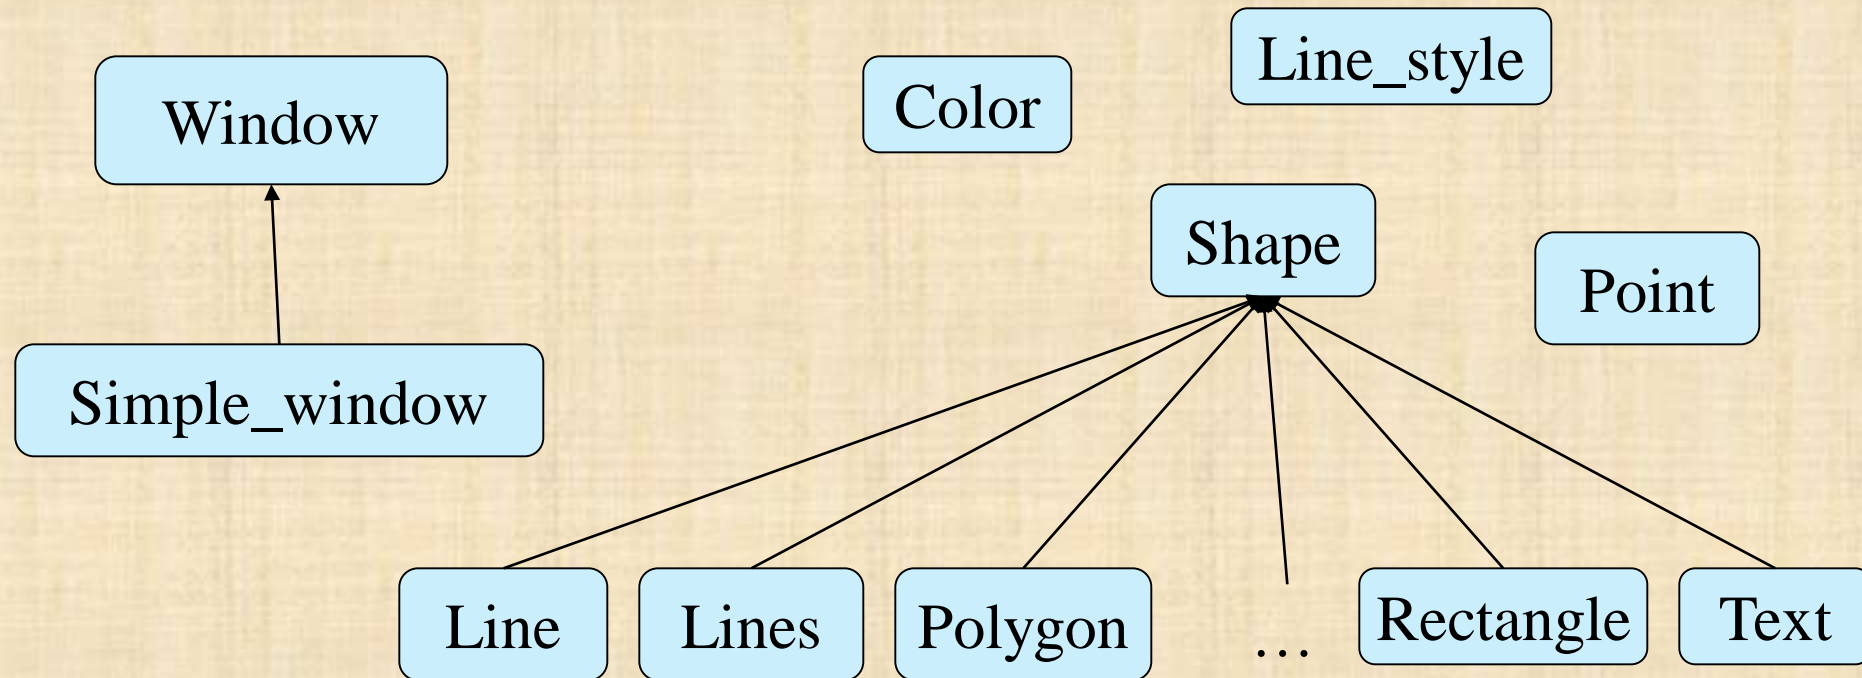 Line_style
Window
Color
Shape
Point
Simple_window
Line
Lines
Polygon
…
Rectangle
Text